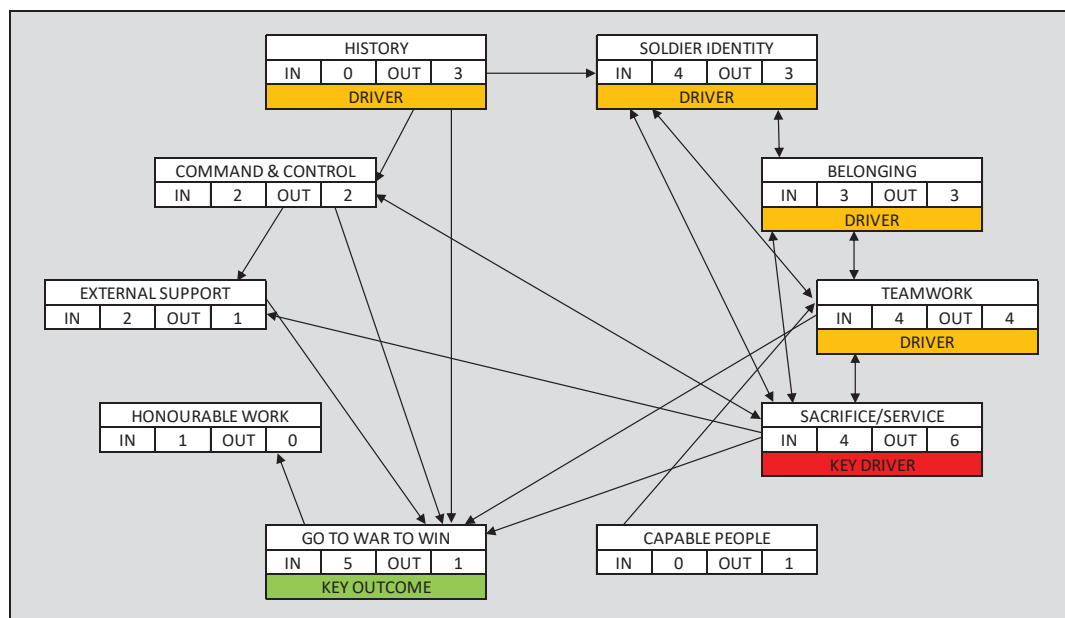 HISTORY
IN 0 OUT 3
DRIVER
SOLDIER IDENTITY
IN 4 OUT 3
DRIVER
COMMAND & CONTROL
IN 2 OUT 2
BELONGING
IN 3 OUT 3
DRIVER
EXTERNAL SUPPORT
IN 2 OUT 1
TEAMWORK
IN 4 OUT 4
DRIVER
HONOURABLE WORK
IN 1 OUT 0
SACRIFICE/SERVICE
IN 4 OUT 6
KEY DRIVER
GO TO WAR TO WIN
IN 5 OUT 1
KEY OUTCOME
CAPABLE PEOPLE
IN 0 OUT 1